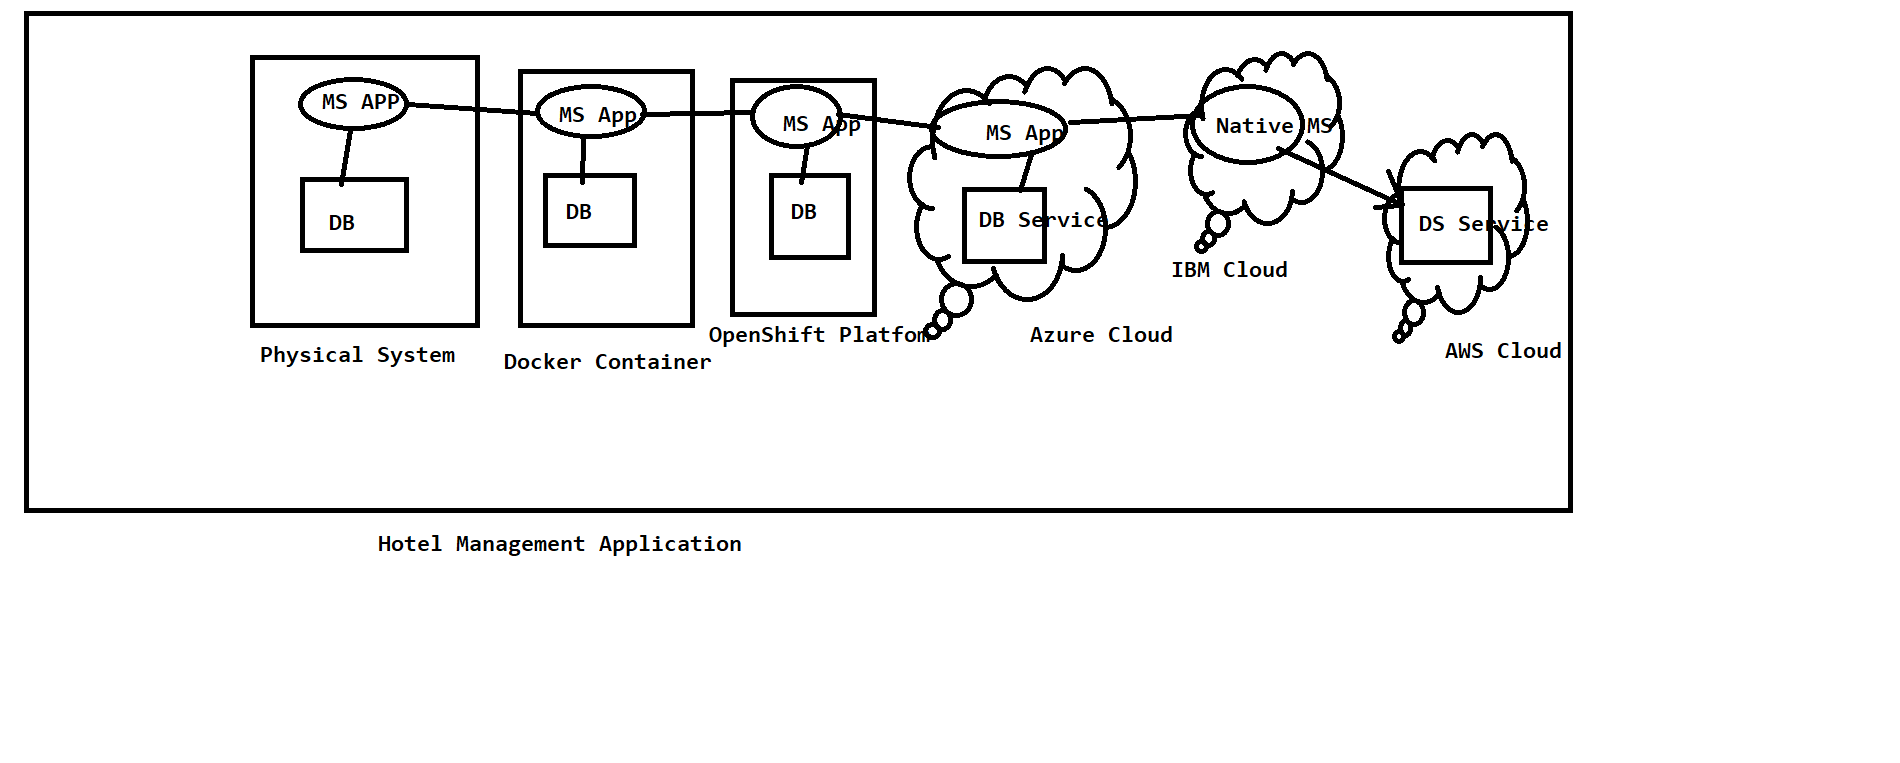 MS APP
MS App
MS App
MS App
Native MS
DB
DB
DB
DB Service
DS Service
IBM Cloud
Physical System
Docker Container
OpenShift Platfom
Azure Cloud
AWS Cloud
Hotel Management Application